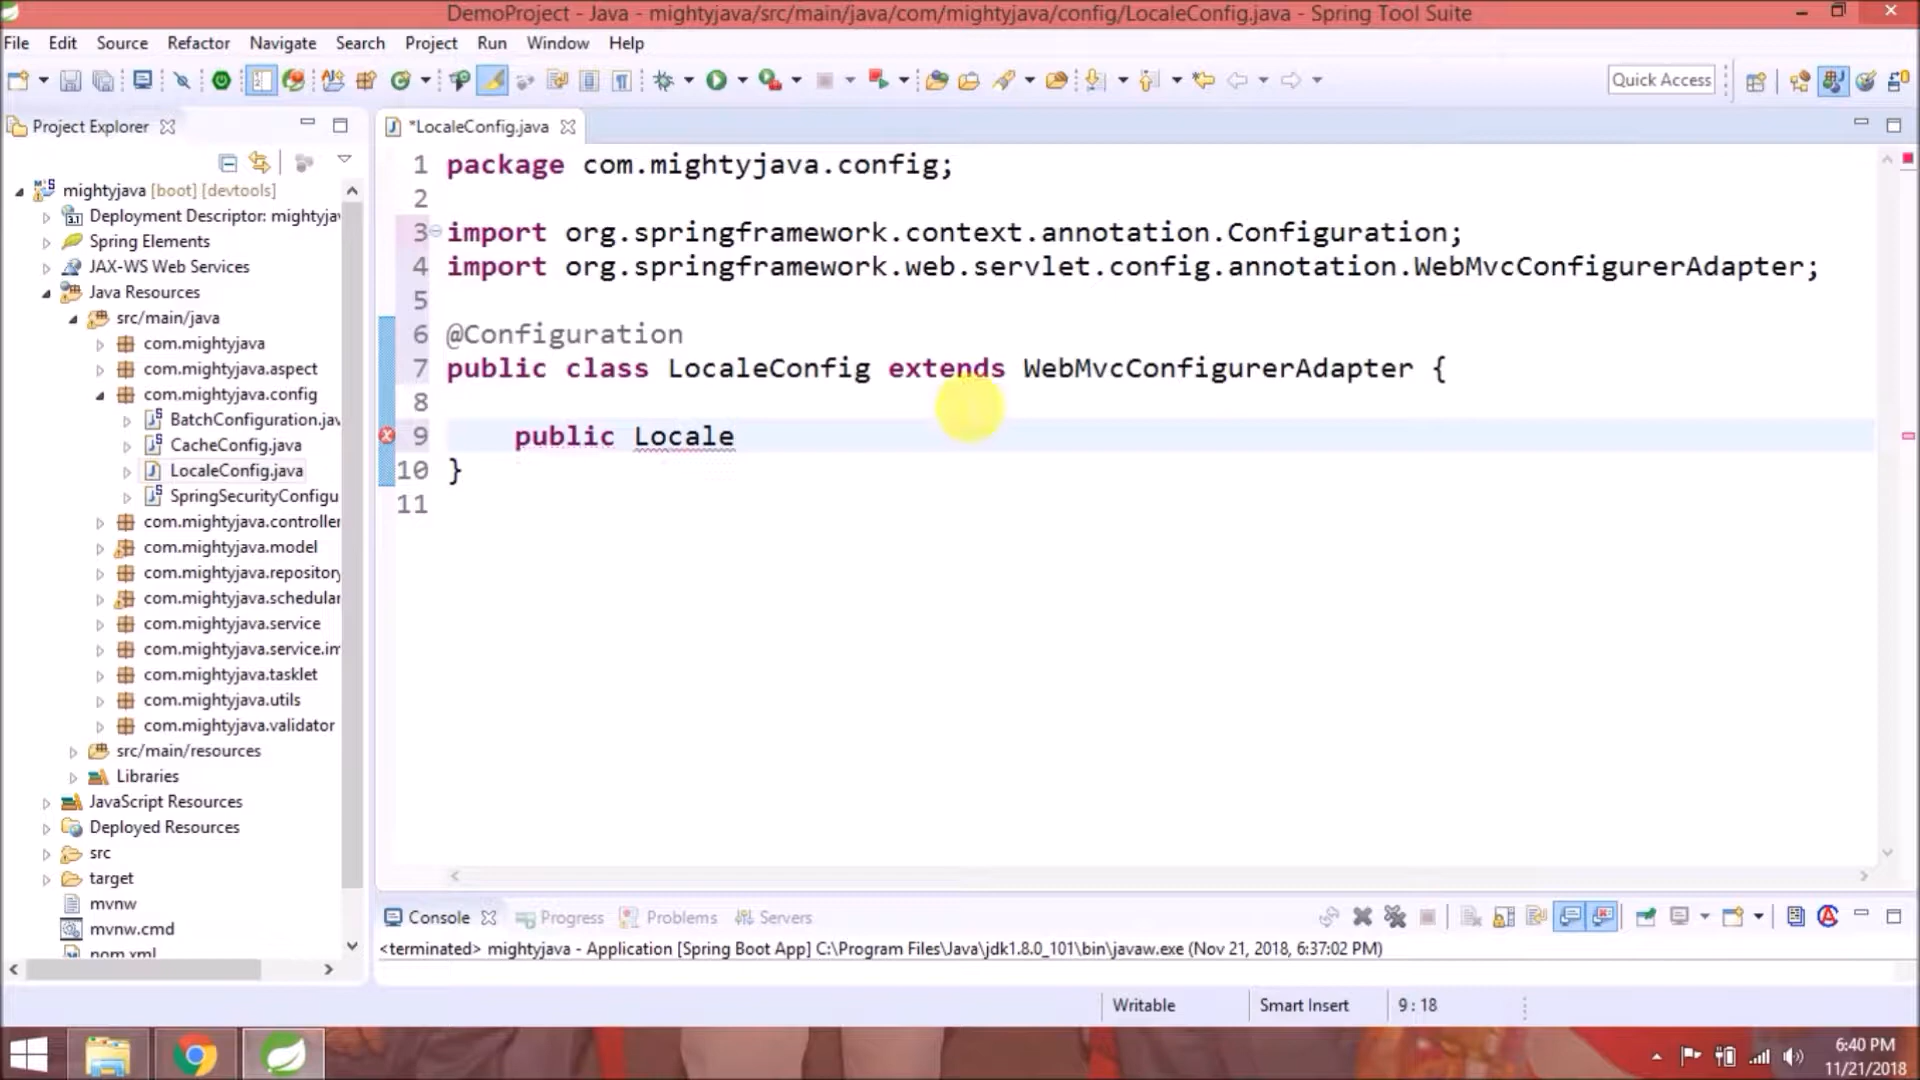 DemoProject - Java - mightyjava/src/main/java/com/mightyjava/config/LocaleConfig.java - Spring Tool Suite
File Edit Source Refactor Navigate Search Project Run Window Help
Quick Access
Project Explorer
*LocaleConfig.java
mightyjava [boot] [devtools]
Deployment Descriptor: mightyjav
Spring Elements
JAX-WS Web Services
Java Resources
src/main/java
com.mightyjava
com.mightyjava.aspect
com.mightyjava.config
BatchConfiguration.jav
CacheConfig.java
LocaleConfig.java
SpringSecurityConfigu
com.mightyjava.controller
com.mightyjava.model
com.mightyjava.repository
com.mightyjava.schedular
com.mightyjava.service
com.mightyjava.service.im
com.mightyjava.tasklet
com.mightyjava.utils
com.mightyjava.validator
src/main/resources
Libraries
JavaScript Resources
Deployed Resources
src
target
mvnw
mvnw.cmd
pom.xml
1 package com.mightyjava.config;
2
3 import org.springframework.context.annotation.Configuration;
4 import org.springframework.web.servlet.config.annotation.WebMvcConfigurerAdapter;
5
6 @Configuration
7 public class LocaleConfig extends WebMvcConfigurerAdapter {
8
9 public Locale
10 }
11
Console Progress Problems Servers
<terminated> mightyjava - Application [Spring Boot App] C:\Program Files\Java\jdk1.8.0_101\bin\javaw.exe (Nov 21, 2018, 6:37:02 PM)
Writable Smart Insert 9 : 18
6:40 PM
11/21/2018